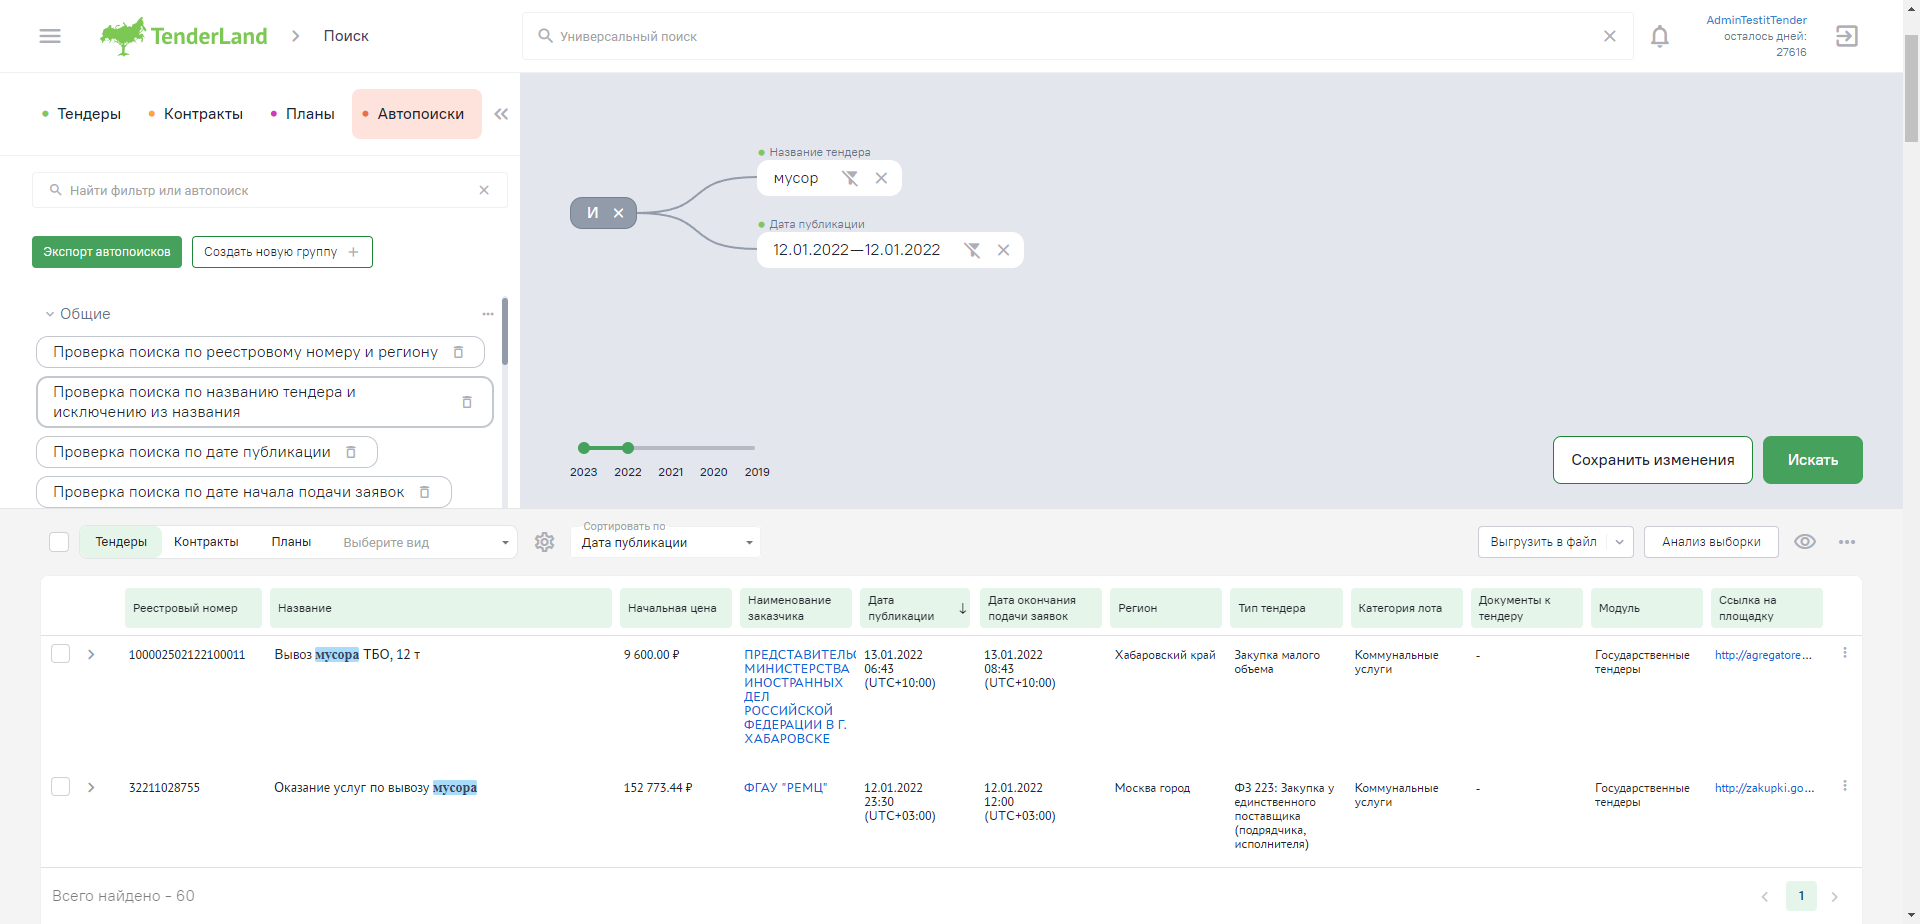 TenderLand
Поиск
Универсальный поиск
AdminTestitTender
осталось дней:
27616
Тендеры
Контракты
Планы
Автопоиски
Найти фильтр или автопоиск
Экспорт автопоисков
Создать новую группу
Общие
Проверка поиска по реестровому номеру и региону
Проверка поиска по названию тендера и
исключению из названия
Проверка поиска по дате публикации
Проверка поиска по дате начала подачи заявок
И
Название тендера
мусор
Дата публикации
12.01.2022—12.01.2022
2023 2022 2021 2020 2019
Сохранить изменения
Искать
Тендеры
Контракты
Планы
Выберите вид
Сортировать по
Дата публикации
Выгрузить в файл
Анализ выборки
Реестровый номер
Название
Начальная цена
Наименование
заказчика
Дата
публикации
Дата окончания
подачи заявок
Регион
Тип тендера
Категория лота
Документы к
тендеру
Модуль
Ссылка на
площадку
100002502122100011
Вывоз мусора ТБО, 12 т
9 600.00 ₽
ПРЕДСТАВИТЕЛЬС
МИНИСТЕРСТВА
ИНОСТРАННЫХ
ДЕЛ
РОССИЙСКОЙ
ФЕДЕРАЦИИ В Г.
ХАБАРОВСКЕ
13.01.2022
06:43
(UTC+10:00)
13.01.2022
08:43
(UTC+10:00)
Хабаровский край
Закупка малого
объема
Коммунальные
услуги
-
Государственные
тендеры
http://agregatore...
32211028755
Оказание услуг по вывозу мусора
152 773.44 ₽
ФГАУ "РЕМЦ"
12.01.2022
23:30
(UTC+03:00)
12.01.2022
12:00
(UTC+03:00)
Москва город
ФЗ 223: Закупка у
единственного
поставщика
(подрядчика,
исполнителя)
Коммунальные
услуги
-
Государственные
тендеры
http://zakupki.go...
Всего найдено - 60
1